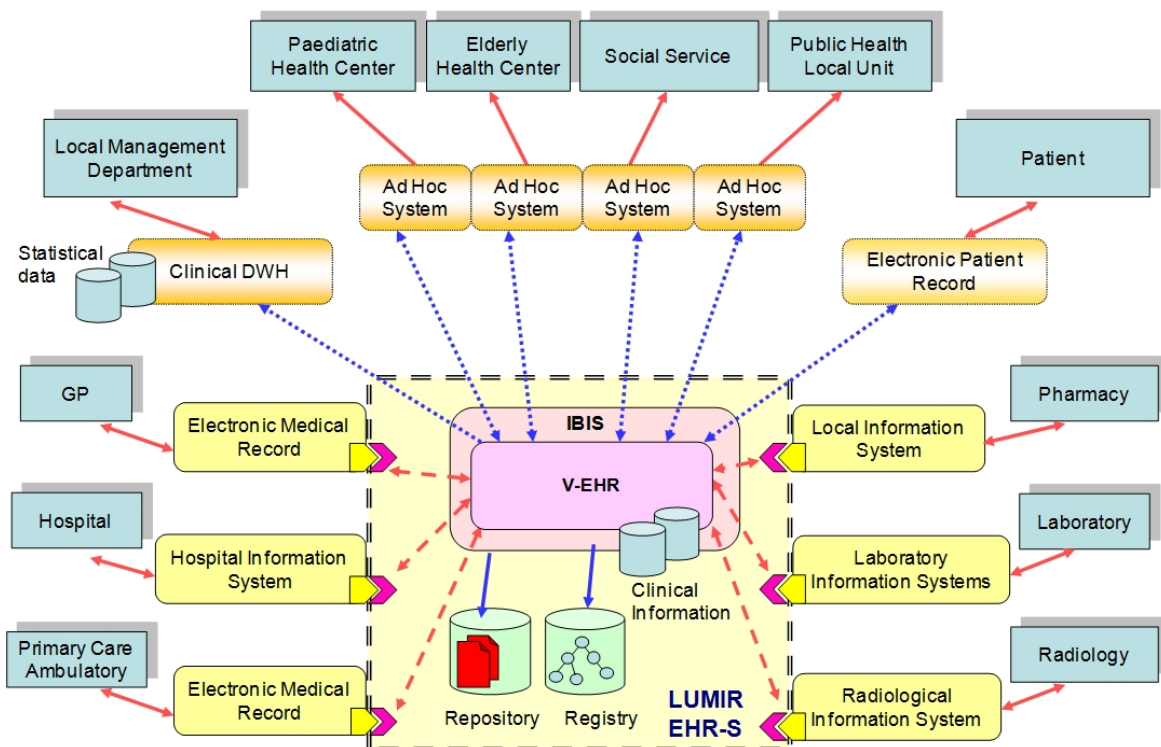 Paediatric
Health Center
Elderly
Health Center
Social Service
Public Health
Local Unit
Local Management
Department
Patient
Ad Hoc
System
Ad Hoc
System
Ad Hoc
System
Ad Hoc
System
Statistical
data
Clinical DWH
Electronic Patient
Record
GP
Pharmacy
Electronic Medical
Record
IBIS
V-EHR
Local Information
System
Hospital
Laboratory
Hospital Information
System
Laboratory
Information Systems
Clinical
Information
Primary Care
Ambulatory
Radiology
Electronic Medical
Record
Repository
Registry
LUMIR
EHR-S
Radiological
Information System